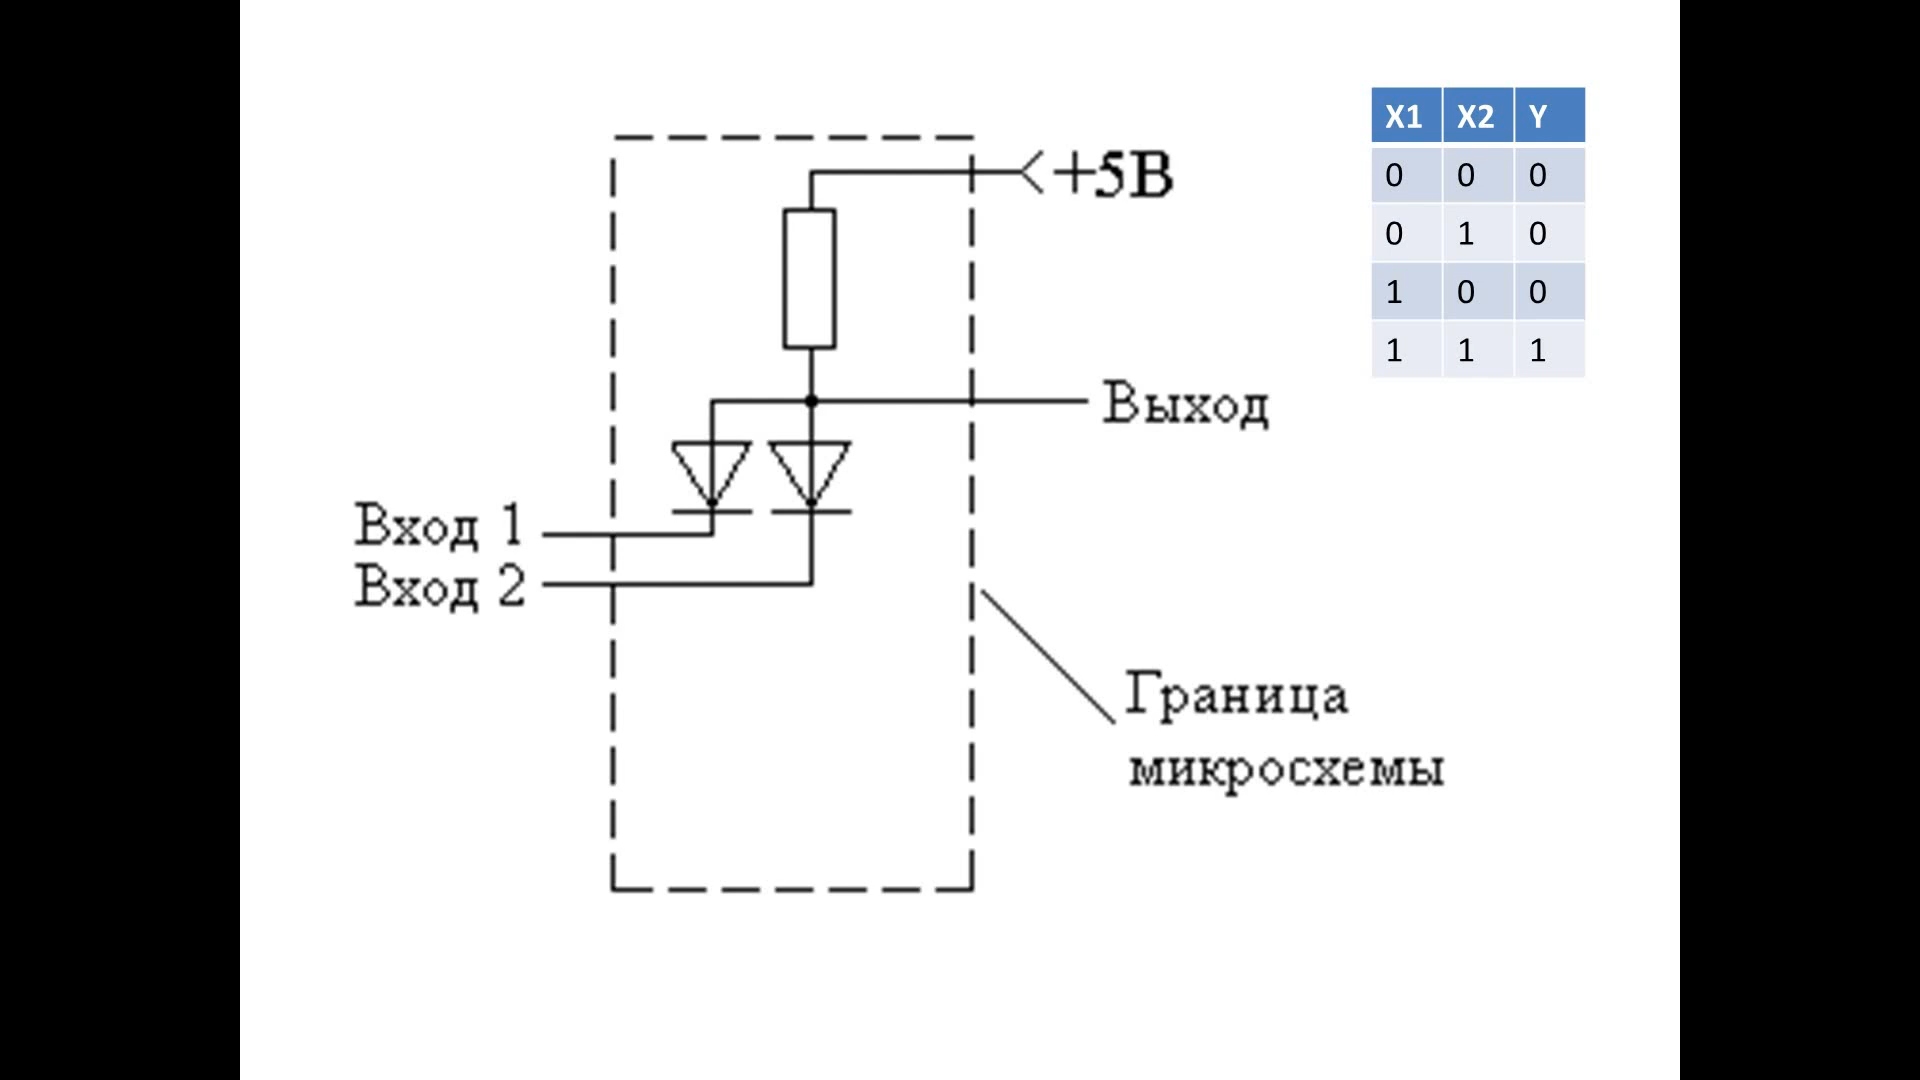 X1 X2 Y
0 0 0
0 1 0
1 0 0
1 1 1
+5В
Выход
Вход 1
Вход 2
Граница
микросхемы